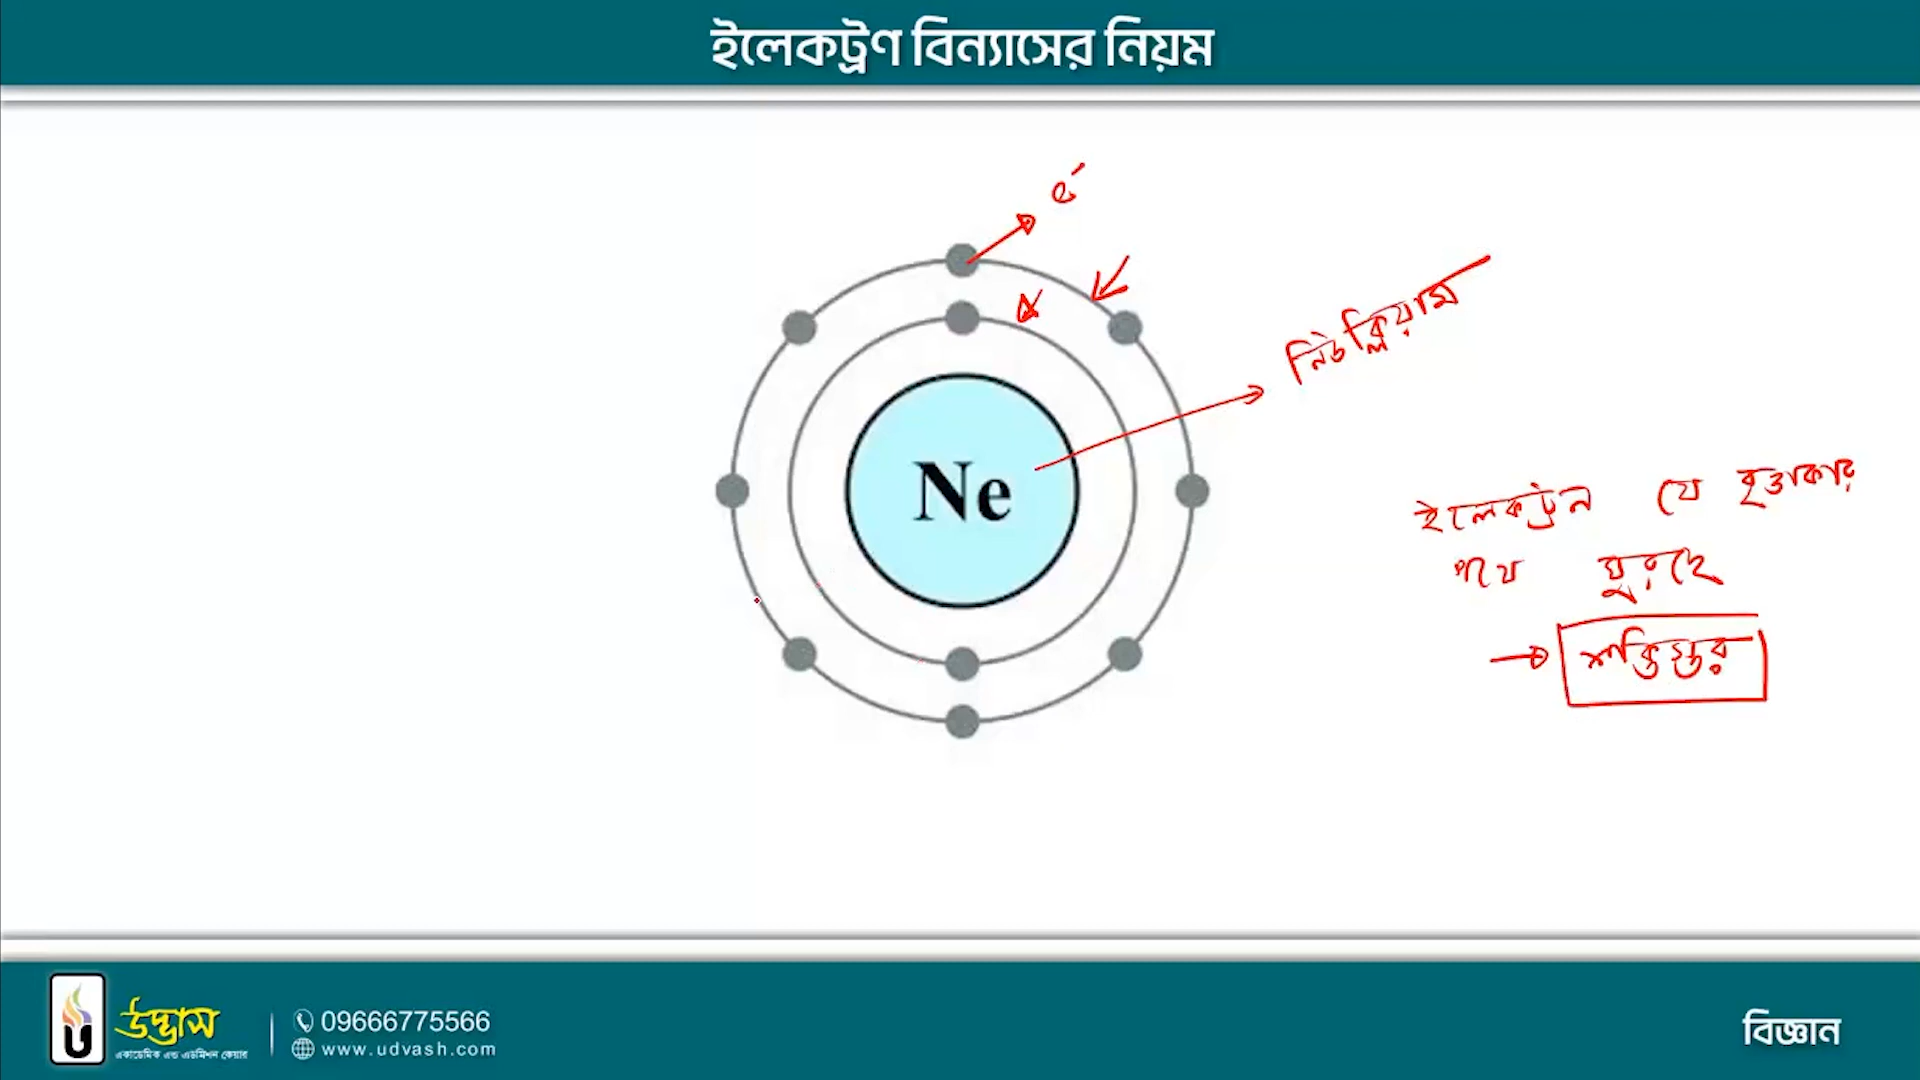 ইলেকট্রণ বিন্যাসের নিয়ম
e⁻
নিউক্লিয়াস
Ne
ইলেকট্রন যে বৃত্তাকার
পথে ঘুরছে
→ শক্তিস্তর
U
উদ্ভাস
একাডেমিক এন্ড এডমিশন কেয়ার
09666775566
www.udvash.com
বিজ্ঞান